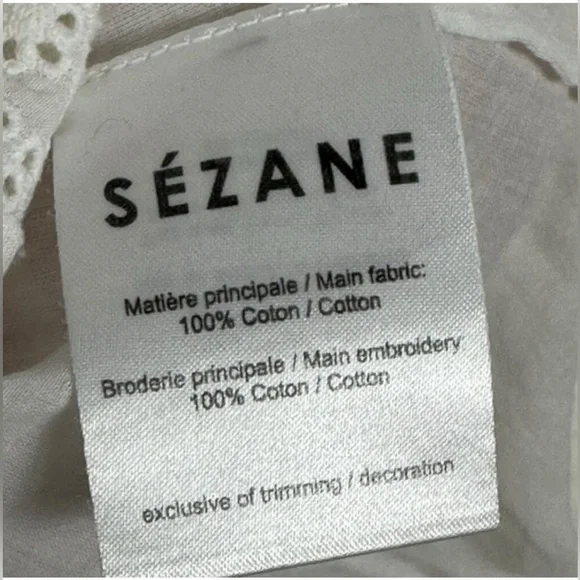 SÉZANE
Matière principale / Main fabric:
100% Coton / Cotton
Broderie principale / Main embroidery
100% Coton / Cotton
exclusive of trimming / decoration